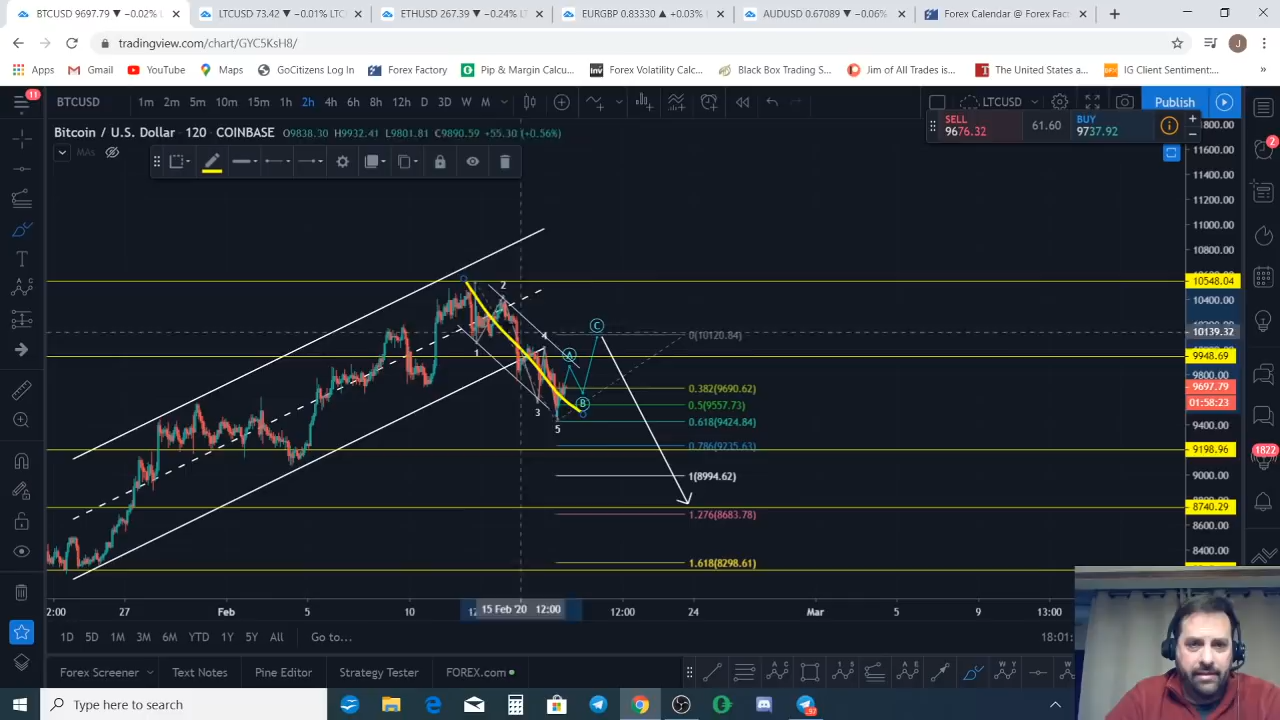 BTCUSD 9697.79 ▼ −0.02%
LTCUSD 73.42 ▼ −0.01% LTC
ETHUSD 267.39 ▼ −0.24% E
EURGBP 0.83330 ▲ +0.03%
AUDUSD 0.67089 ▼ −0.06%
Forex Calendar @ Forex Fact
tradingview.com/chart/GYC5KsH8/
Apps Gmail YouTube Maps GoCitizens Log In Forex Factory Pip & Margin Calcu... Forex Volatility Calc... Black Box Trading S... Jim of All Trades is... The United States a... IG Client Sentiment:...
11 BTCUSD 1m 2m 5m 10m 15m 1h 2h 3h 6h 8h 12h D 3D W M LTCUSD Publish
Bitcoin / U.S. Dollar · 120 · COINBASE O9838.30 H9932.41 L9801.81 C9890.59 +55.30 (+0.56%)
MAs
SELL 9676.32 61.60 BUY 9737.92
11800.00
11600.00
11400.00
11200.00
11000.00
10800.00
10548.04
10400.00
10139.32
9948.69
9800.00
9697.79
01:58:23
9400.00
9198.96
9000.00
8740.29
8600.00
8400.00
2
1822
2
1
4
3
5
A
B
C
0(10120.84)
0.382(9690.62)
0.5(9557.73)
0.618(9424.84)
0.786(9235.63)
1(8994.62)
1.276(8683.78)
1.618(8298.61)
2:00 27 Feb 5 10 15 Feb '20 12:00 12:00 24 Mar 5 9 13:00
1D 5D 1M 3M 6M YTD 1Y 5Y All Go to... 18:01:
Forex Screener Text Notes Pine Editor Strategy Tester FOREX.com
Type here to search